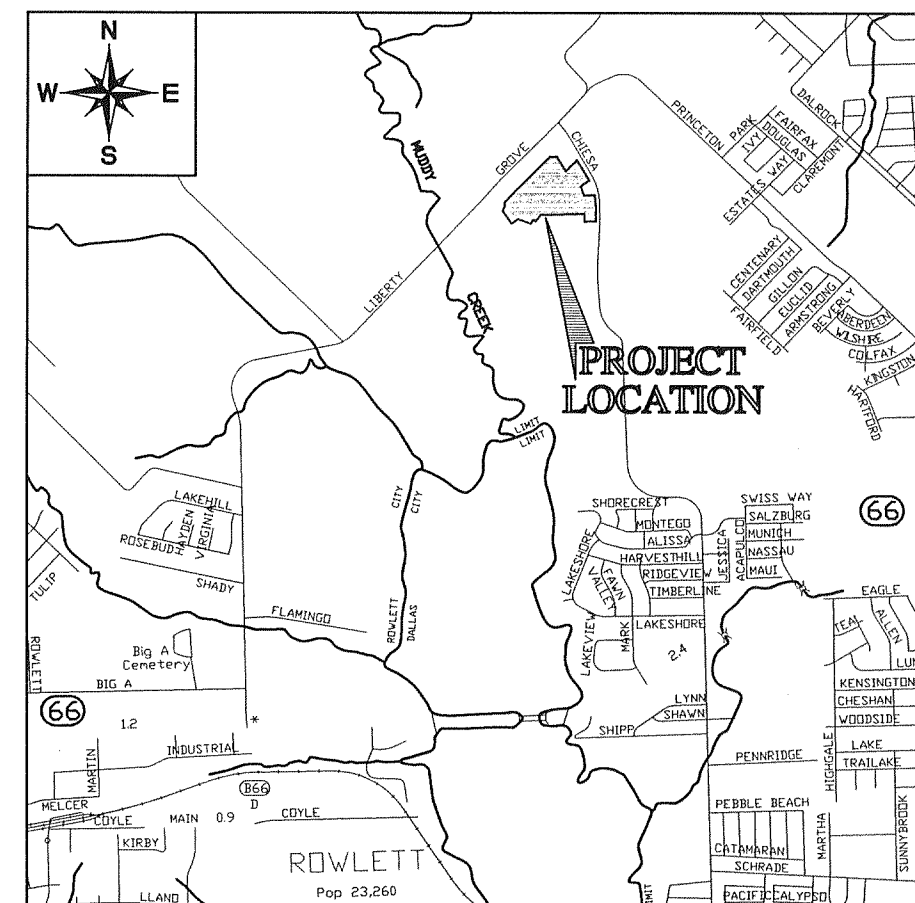 N
W E
S
MUDDY
CREEK
LIBERTY
GROVE
CHIESA
PRINCETON
DALROCK
PARK
FAIRFAX
DOUGLAS
IVY
CLAREMONT
ESTATES WAY
CENTENARY
DARTMOUTH
GILLON
EUCLID
ARMSTRONG
FAIRFIELD
BEVERLY
ABERDEEN
WILSHIRE
COLFAX
KINGSTON
HARTFORD
PROJECT
LOCATION
LIMIT
LIMIT
CITY
CITY
LAKEHILL
HAYDEN
VIRGINIA
ROSEBUD
SHADY
TULIP
FLAMINGO
ROWLETT
DALLAS
SHORECREST
MONTEGO
ALISSA
HARVESTHILL
RIDGEVIEW
TIMBERLINE
LAKESHORE
FAWN
VALLEY
LAKESHORE
LAKEVIEW
MARK
2.4
JESSICA
ACAPULCO
SWISS WAY
SALZBURG
MUNICH
NASSAU
MAUI
66
EAGLE
TEAL
ALLEN
LUN
KENSINGTON
CHESHAN
WOODSIDE
LAKE
TRAILAKE
HIGHGALE
MARTHA
SUNNYBROOK
LYNN
SHAWN
SHIPP
PENNRIDGE
PEBBLE BEACH
CATAMARAN
SCHRADE
PACIFIC
CALYPSO
ROWLETT
Big A
Cemetery
BIG A
66
1.2
*
INDUSTRIAL
MARTIN
MELCER
COYLE
MAIN
0.9
B66
D
COYLE
KIRBY
LLANO
ROWLETT
Pop 23,260
IMIT